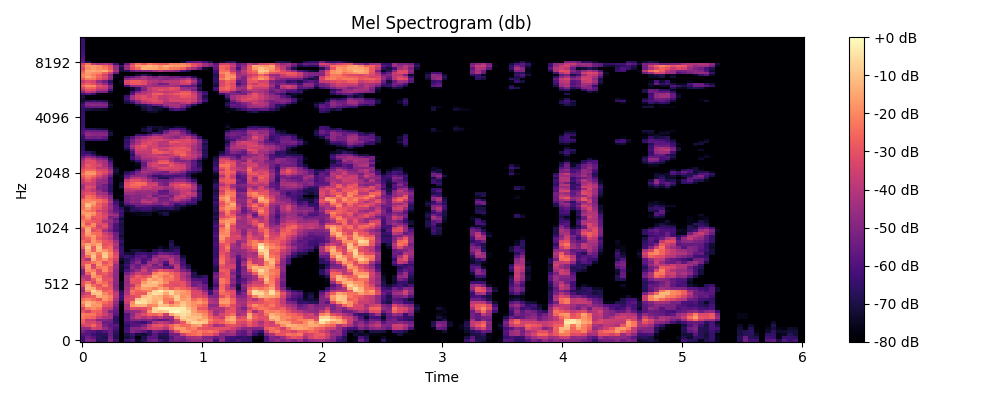 Mel Spectrogram (db)
Hz
8192
4096
2048
1024
512
0
0 1 2 3 4 5 6
Time
+0 dB
-10 dB
-20 dB
-30 dB
-40 dB
-50 dB
-60 dB
-70 dB
-80 dB